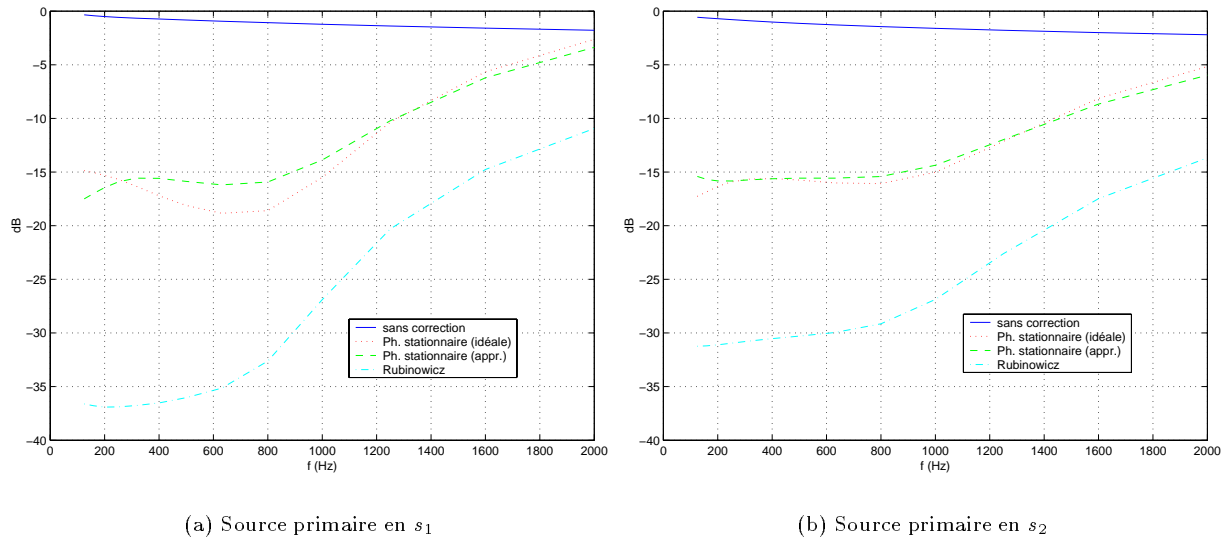 0
−5
−10
−15
−20
−25
−30
−35
−40
dB
0 200 400 600 800 1000 1200 1400 1600 1800 2000
f (Hz)
sans correction
Ph. stationnaire (idéale)
Ph. stationnaire (appr.)
Rubinowicz
(a) Source primaire en s₁
0
−5
−10
−15
−20
−25
−30
−35
−40
dB
0 200 400 600 800 1000 1200 1400 1600 1800 2000
f (Hz)
sans correction
Ph. stationnaire (idéale)
Ph. stationnaire (appr.)
Rubinowicz
(b) Source primaire en s₂